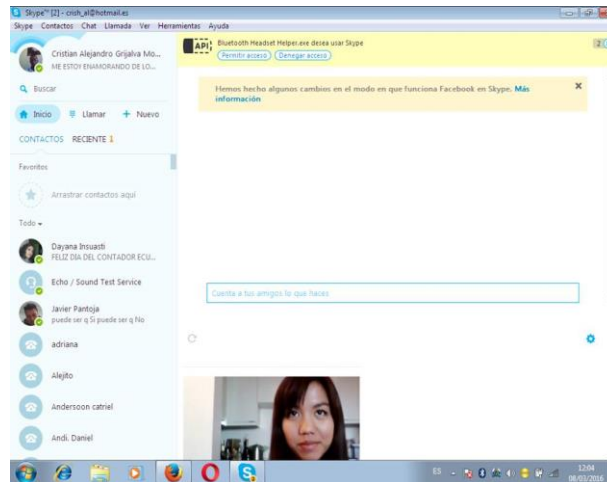 Skype™ [2] - crish_al@hotmail.es
Skype Contactos Chat Llamada Ver Herramientas Ayuda
Cristian Alejandro Grijalva Mo...
ME ESTOY ENAMORANDO DE LO...
Buscar
Inicio Llamar Nuevo
CONTACTOS RECIENTE 1
Favoritos
Arrastrar contactos aquí
Todo
Dayana Insuasti
FELIZ DIA DEL CONTADOR ECU...
Echo / Sound Test Service
Javier Pantoja
puede ser q Si puede ser q No
adriana
Alejito
Andersoon catriel
Andi. Daniel
API
Bluetooth Headset Helper.exe desea usar Skype
Permitir acceso Denegar acceso
2
Hemos hecho algunos cambios en el modo en que funciona Facebook en Skype. Más
información
Cuenta a tus amigos lo que haces
ES
12:04
06/03/2016